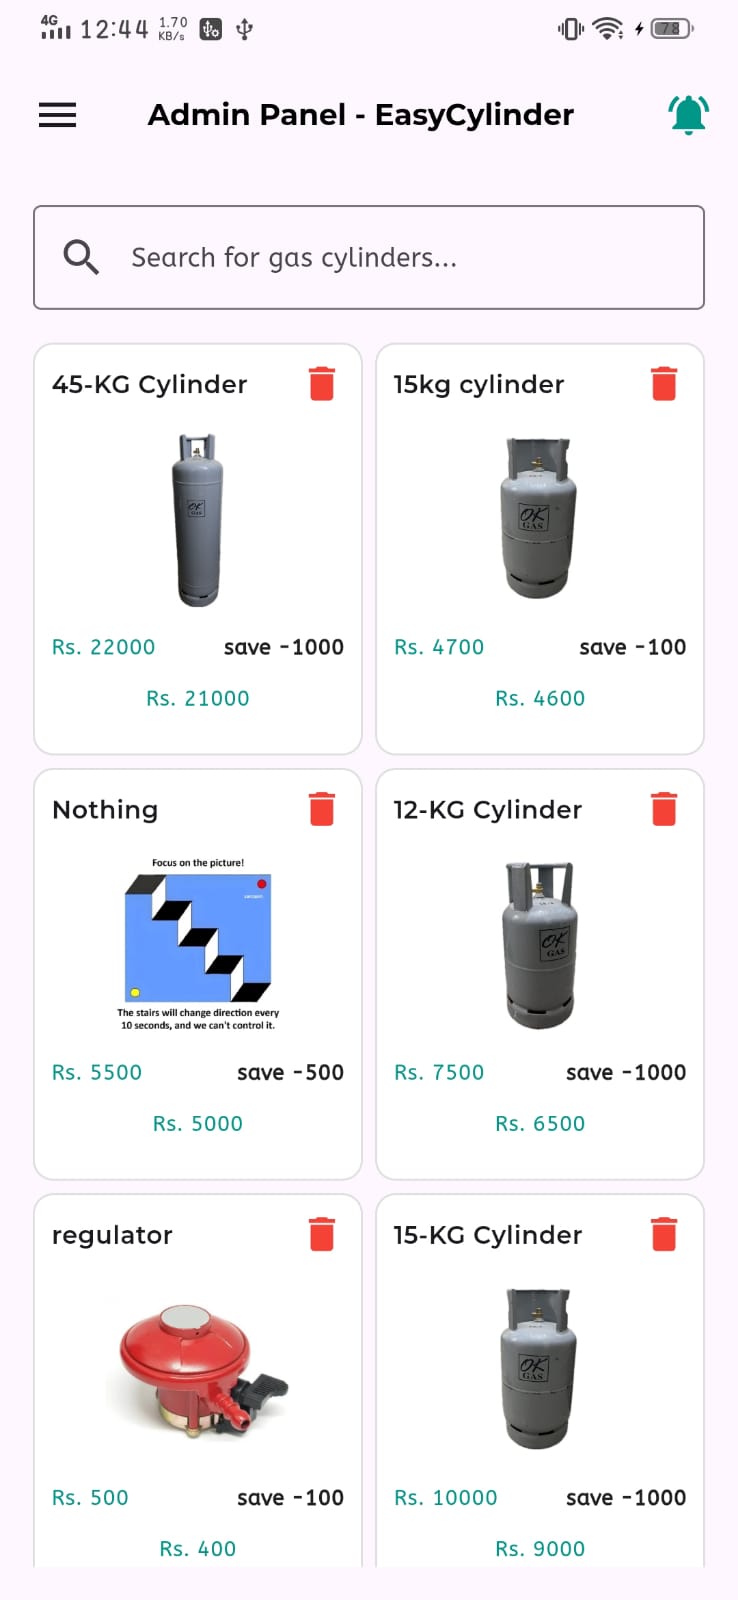 4G 12:44 1.70 KB/s 78
Admin Panel - EasyCylinder
Search for gas cylinders...
45-KG Cylinder
OK
GAS
Rs. 22000 save -1000
Rs. 21000
15kg cylinder
OK
GAS
Rs. 4700 save -100
Rs. 4600
Nothing
Focus on the picture!
The stairs will change direction every
10 seconds, and we can't control it.
Rs. 5500 save -500
Rs. 5000
12-KG Cylinder
OK
GAS
Rs. 7500 save -1000
Rs. 6500
regulator
Rs. 500 save -100
Rs. 400
15-KG Cylinder
OK
GAS
Rs. 10000 save -1000
Rs. 9000